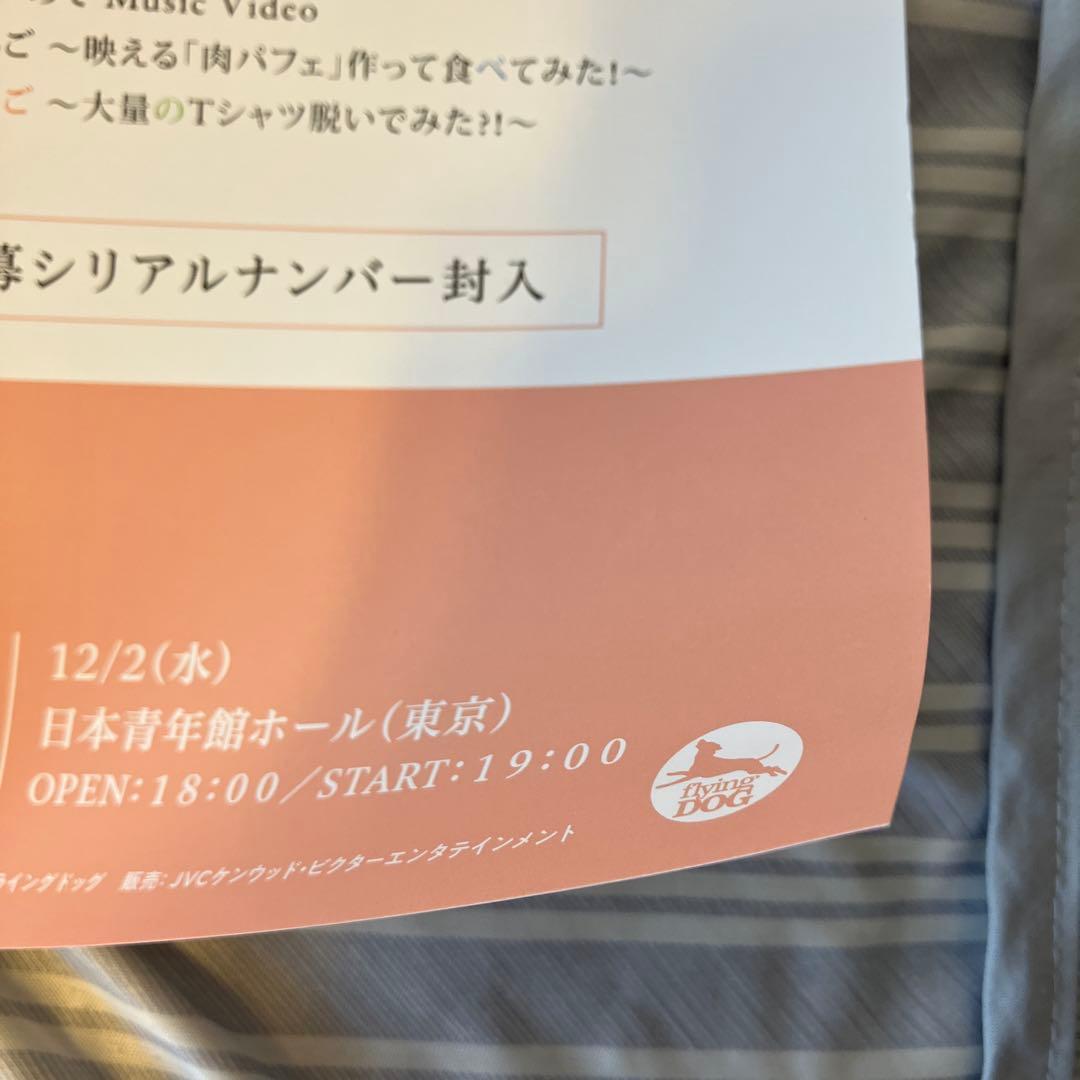 Music Video
ご ～映える「肉パフェ」作って食べてみた!～
ご ～大量のTシャツ脱いでみた?!～
募シリアルナンバー封入
12/2(水)
日本青年館ホール(東京)
OPEN:18:00/START:19:00
flying DOG
ライングドッグ 販売:JVCケンウッド・ビクターエンタテインメント